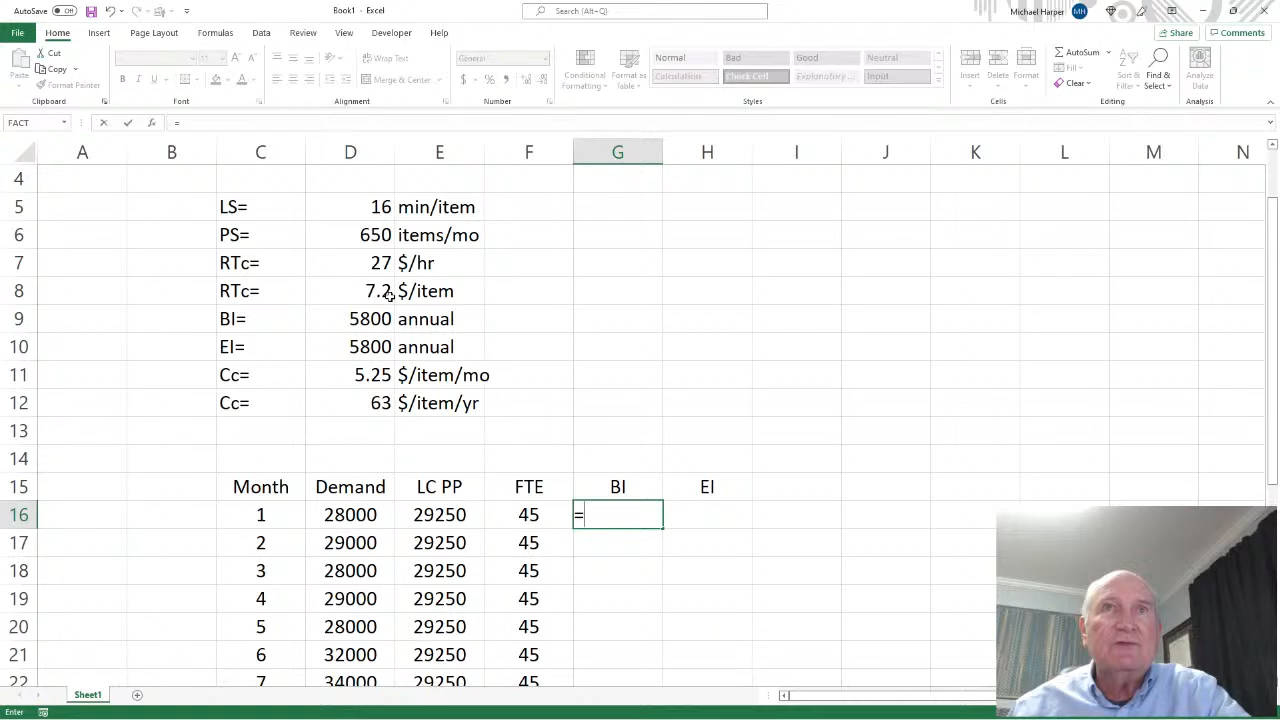 AutoSave Off Book1 - Excel Search (Alt+Q) Michael Harper MH
File Home Insert Page Layout Formulas Data Review View Developer Help Share Comments
Paste Cut Copy Format Painter
Clipboard
11 A A
B I U A
Font
Wrap Text
Merge & Center
Alignment
General
$ % ,
Number
Conditional Formatting Format as Table
Normal Bad Good Neutral
Calculation Check Cell Explanatory ... Input
Styles
Insert Delete Format
Cells
AutoSum Fill Clear
Sort & Filter Find & Select
Editing
Analyze Data
Analysis
FACT fx =
A B C D E F G H I J K L M N
4
5 LS= 16 min/item
6 PS= 650 items/mo
7 RTc= 27 $/hr
8 RTc= 7.2 $/item
9 BI= 5800 annual
10 EI= 5800 annual
11 Cc= 5.25 $/item/mo
12 Cc= 63 $/item/yr
13
14
15 Month Demand LC PP FTE BI EI
16 1 28000 29250 45 =
17 2 29000 29250 45
18 3 28000 29250 45
19 4 29000 29250 45
20 5 28000 29250 45
21 6 32000 29250 45
22 7 34000 29250 45
Sheet1
Enter